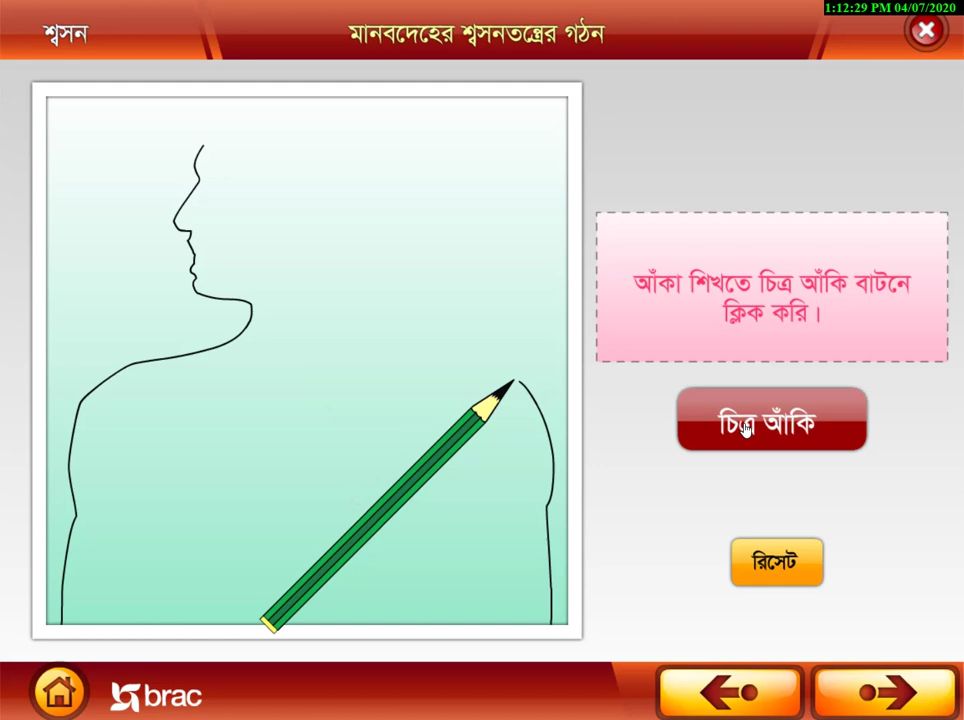 1:12:29 PM 04/07/2020
শ্বসন
মানবদেহের শ্বসনতন্ত্রের গঠন
আঁকা শিখতে চিত্র আঁকি বাটনে
ক্লিক করি।
চিত্র আঁকি
রিসেট
brac